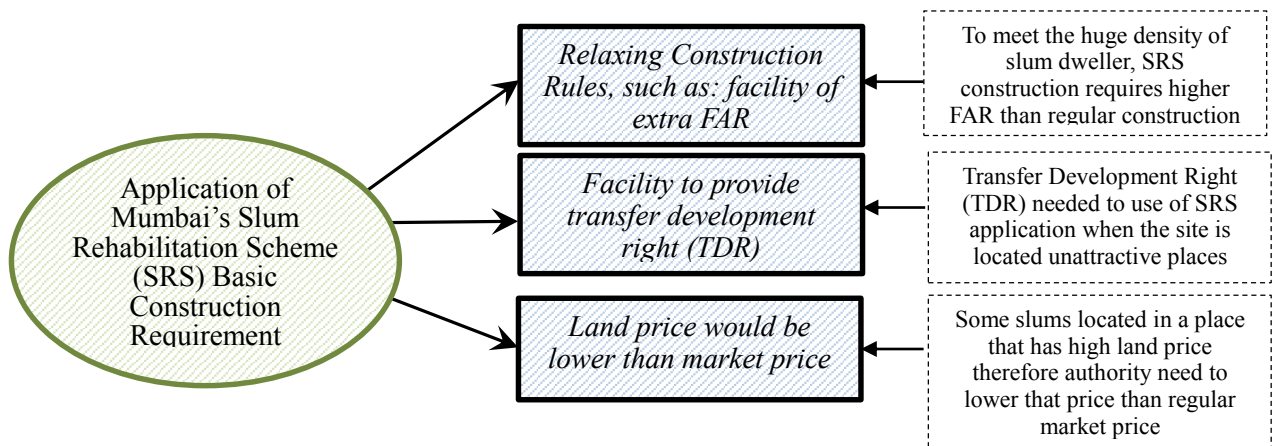 Application of
Mumbai's Slum
Rehabilitation Scheme
(SRS) Basic
Construction
Requirement
Relaxing Construction
Rules, such as: facility of
extra FAR
To meet the huge density of
slum dweller, SRS
construction requires higher
FAR than regular construction
Facility to provide
transfer development
right (TDR)
Transfer Development Right
(TDR) needed to use of SRS
application when the site is
located unattractive places
Land price would be
lower than market price
Some slums located in a place
that has high land price
therefore authority need to
lower that price than regular
market price